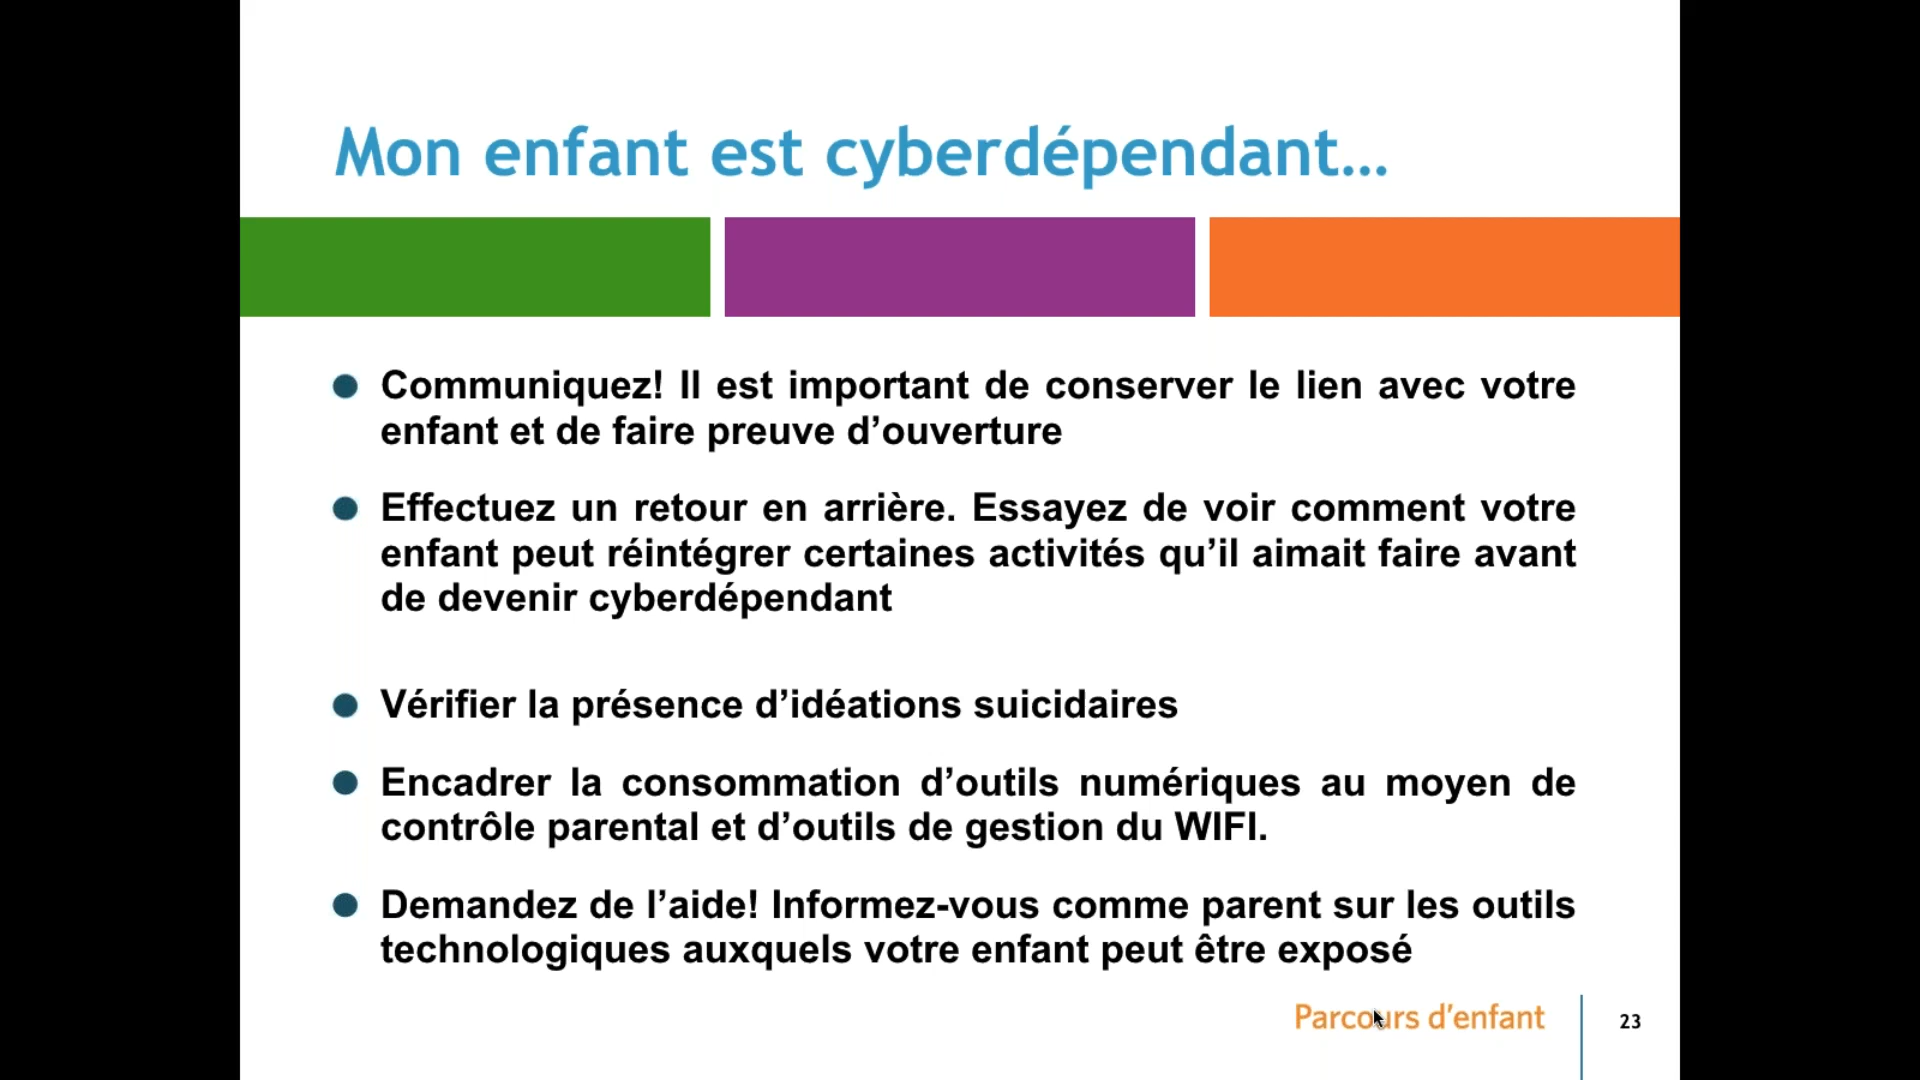 Mon enfant est cyberdépendant...
Communiquez! Il est important de conserver le lien avec votre
enfant et de faire preuve d’ouverture
Effectuez un retour en arrière. Essayez de voir comment votre
enfant peut réintégrer certaines activités qu’il aimait faire avant
de devenir cyberdépendant
Vérifier la présence d’idéations suicidaires
Encadrer la consommation d’outils numériques au moyen de
contrôle parental et d’outils de gestion du WIFI.
Demandez de l’aide! Informez-vous comme parent sur les outils
technologiques auxquels votre enfant peut être exposé
Parcours d’enfant
23